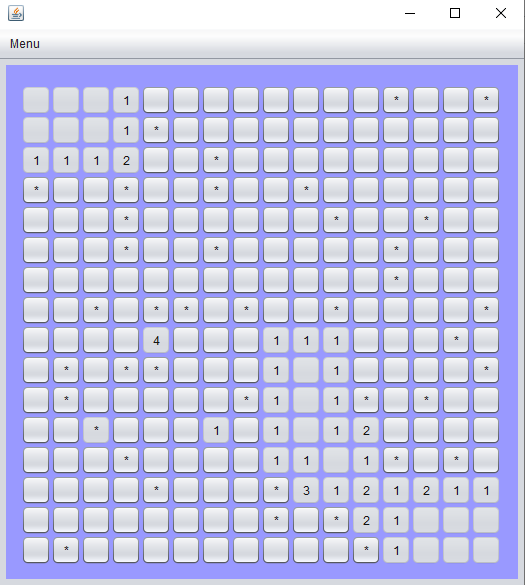 Menu
1 * *
1 *
1 1 1 2 *
* * * *
* * *
* * *
*
* * * * * *
4 1 1 1 *
* * * 1 1 *
* * 1 1 * *
* 1 1 1 2
* 1 1 1 * *
* * 3 1 2 1 2 1 1
* * 2 1
* * 1